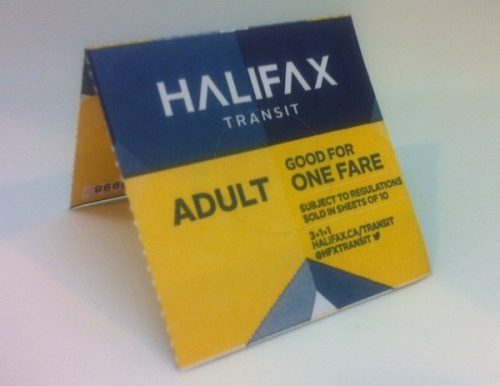 HALIFAX
TRANSIT
ADULT
GOOD FOR
ONE FARE
SUBJECT TO REGULATIONS
SOLD IN SHEETS OF 10
3•1•1
HALIFAX.CA/TRANSIT
@HFXTRANSIT